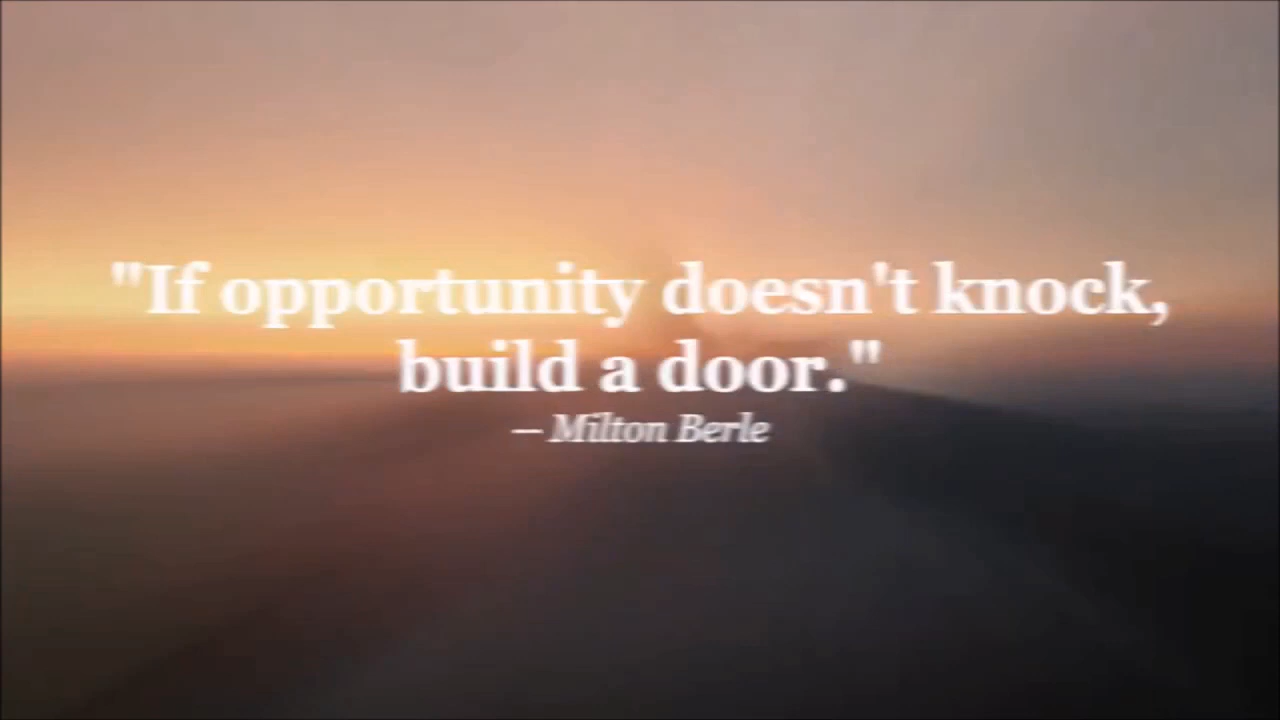 "If opportunity doesn't knock,
build a door."
– Milton Berle